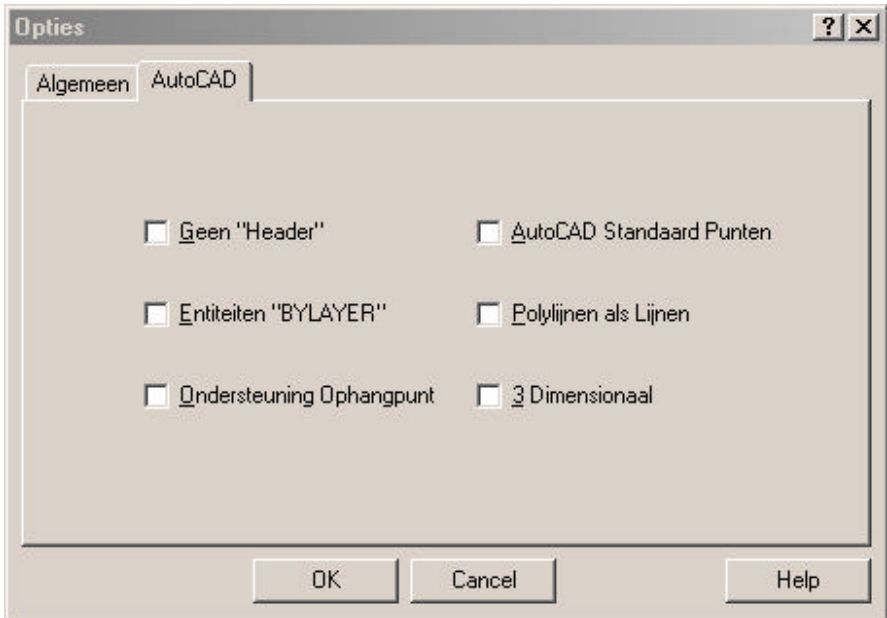 Opties
Algemeen AutoCAD
Geen "Header" AutoCAD Standaard Punten
Entiteiten "BYLAYER" Polylijnen als Lijnen
Ondersteuning Ophangpunt 3 Dimensionaal
OK Cancel Help